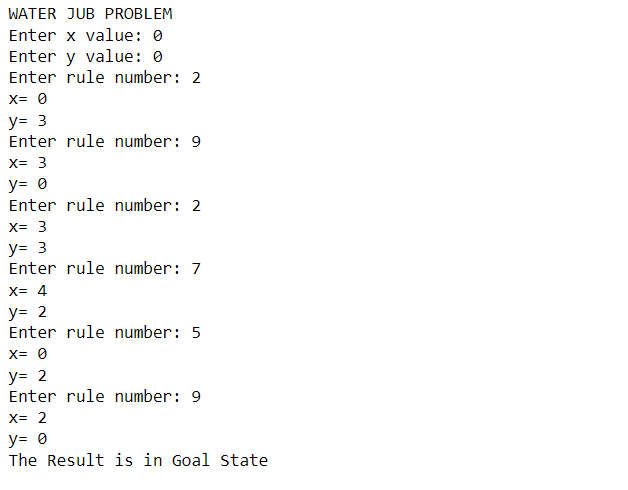 WATER JUB PROBLEM
Enter x value: 0
Enter y value: 0
Enter rule number: 2
x= 0
y= 3
Enter rule number: 9
x= 3
y= 0
Enter rule number: 2
x= 3
y= 3
Enter rule number: 7
x= 4
y= 2
Enter rule number: 5
x= 0
y= 2
Enter rule number: 9
x= 2
y= 0
The Result is in Goal State